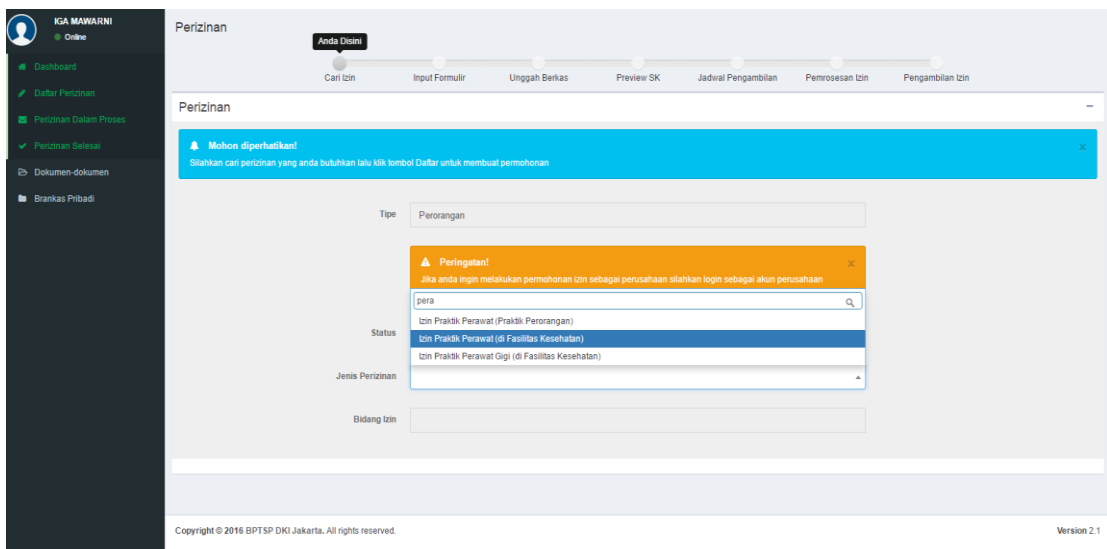 IGA MAWARNI
Online
Dashboard
Daftar Perizinan
Perizinan Dalam Proses
Perizinan Selesai
Dokumen-dokumen
Brankas Pribadi
Perizinan
Anda Disini
Cari Izin
Input Formulir
Unggah Berkas
Preview SK
Jadwal Pengambilan
Pemrosesan Izin
Pengambilan Izin
Perizinan
Mohon diperhatikan!
Silahkan cari perizinan yang anda butuhkan lalu klik tombol Daftar untuk membuat permohonan
Tipe
Perorangan
Peringatan!
Jika anda ingin melakukan permohonan izin sebagai perusahaan silahkan login sebagai akun perusahaan
pera
Izin Praktik Perawat (Praktik Perorangan)
Status
Izin Praktik Perawat (di Fasilitas Kesehatan)
Izin Praktik Perawat Gigi (di Fasilitas Kesehatan)
Jenis Perizinan
Bidang Izin
Copyright © 2016 BPTSP DKI Jakarta. All rights reserved.
Version 2.1